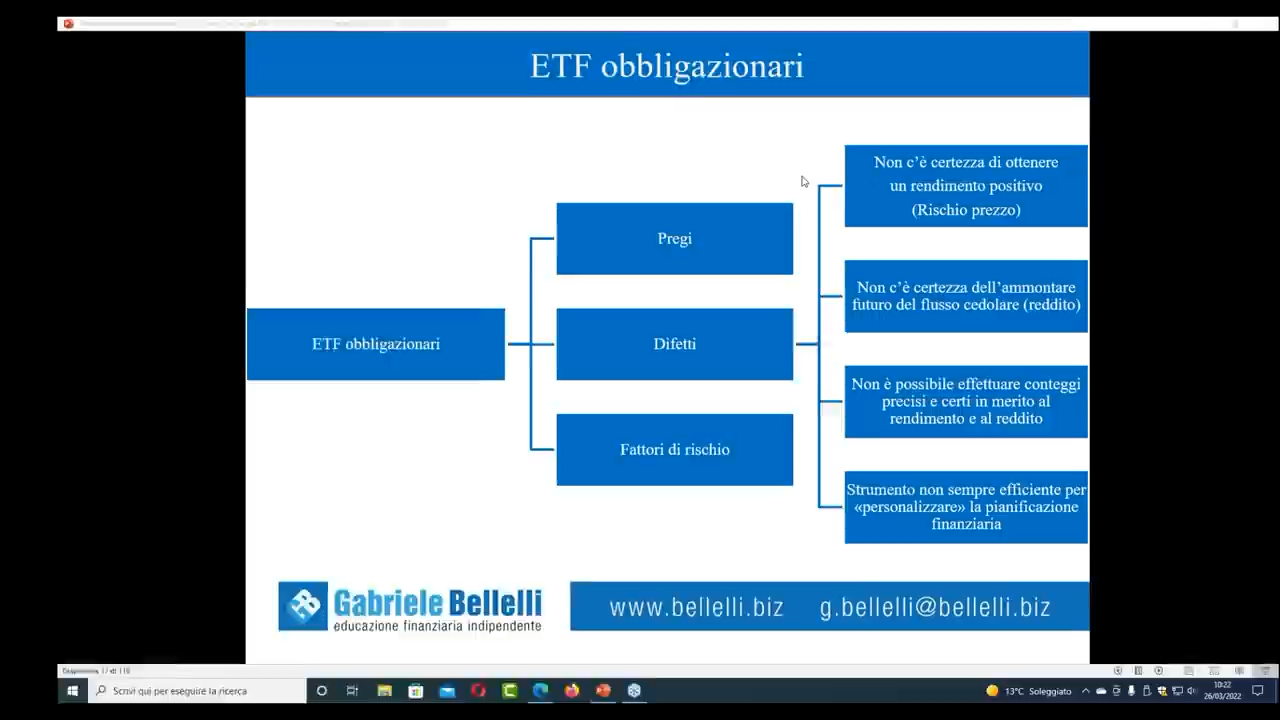 ETF obbligazionari
Non c’è certezza di ottenere
un rendimento positivo
(Rischio prezzo)
Pregi
Non c’è certezza dell’ammontare
futuro del flusso cedolare (reddito)
ETF obbligazionari
Difetti
Non è possibile effettuare conteggi
precisi e certi in merito al
rendimento e al reddito
Fattori di rischio
Strumento non sempre efficiente per
«personalizzare» la pianificazione
finanziaria
Gabriele Bellelli
educazione finanziaria indipendente
www.bellelli.biz g.bellelli@bellelli.biz
Scrivi qui per eseguire la ricerca
13°C Soleggiato
10:22
26/03/2022